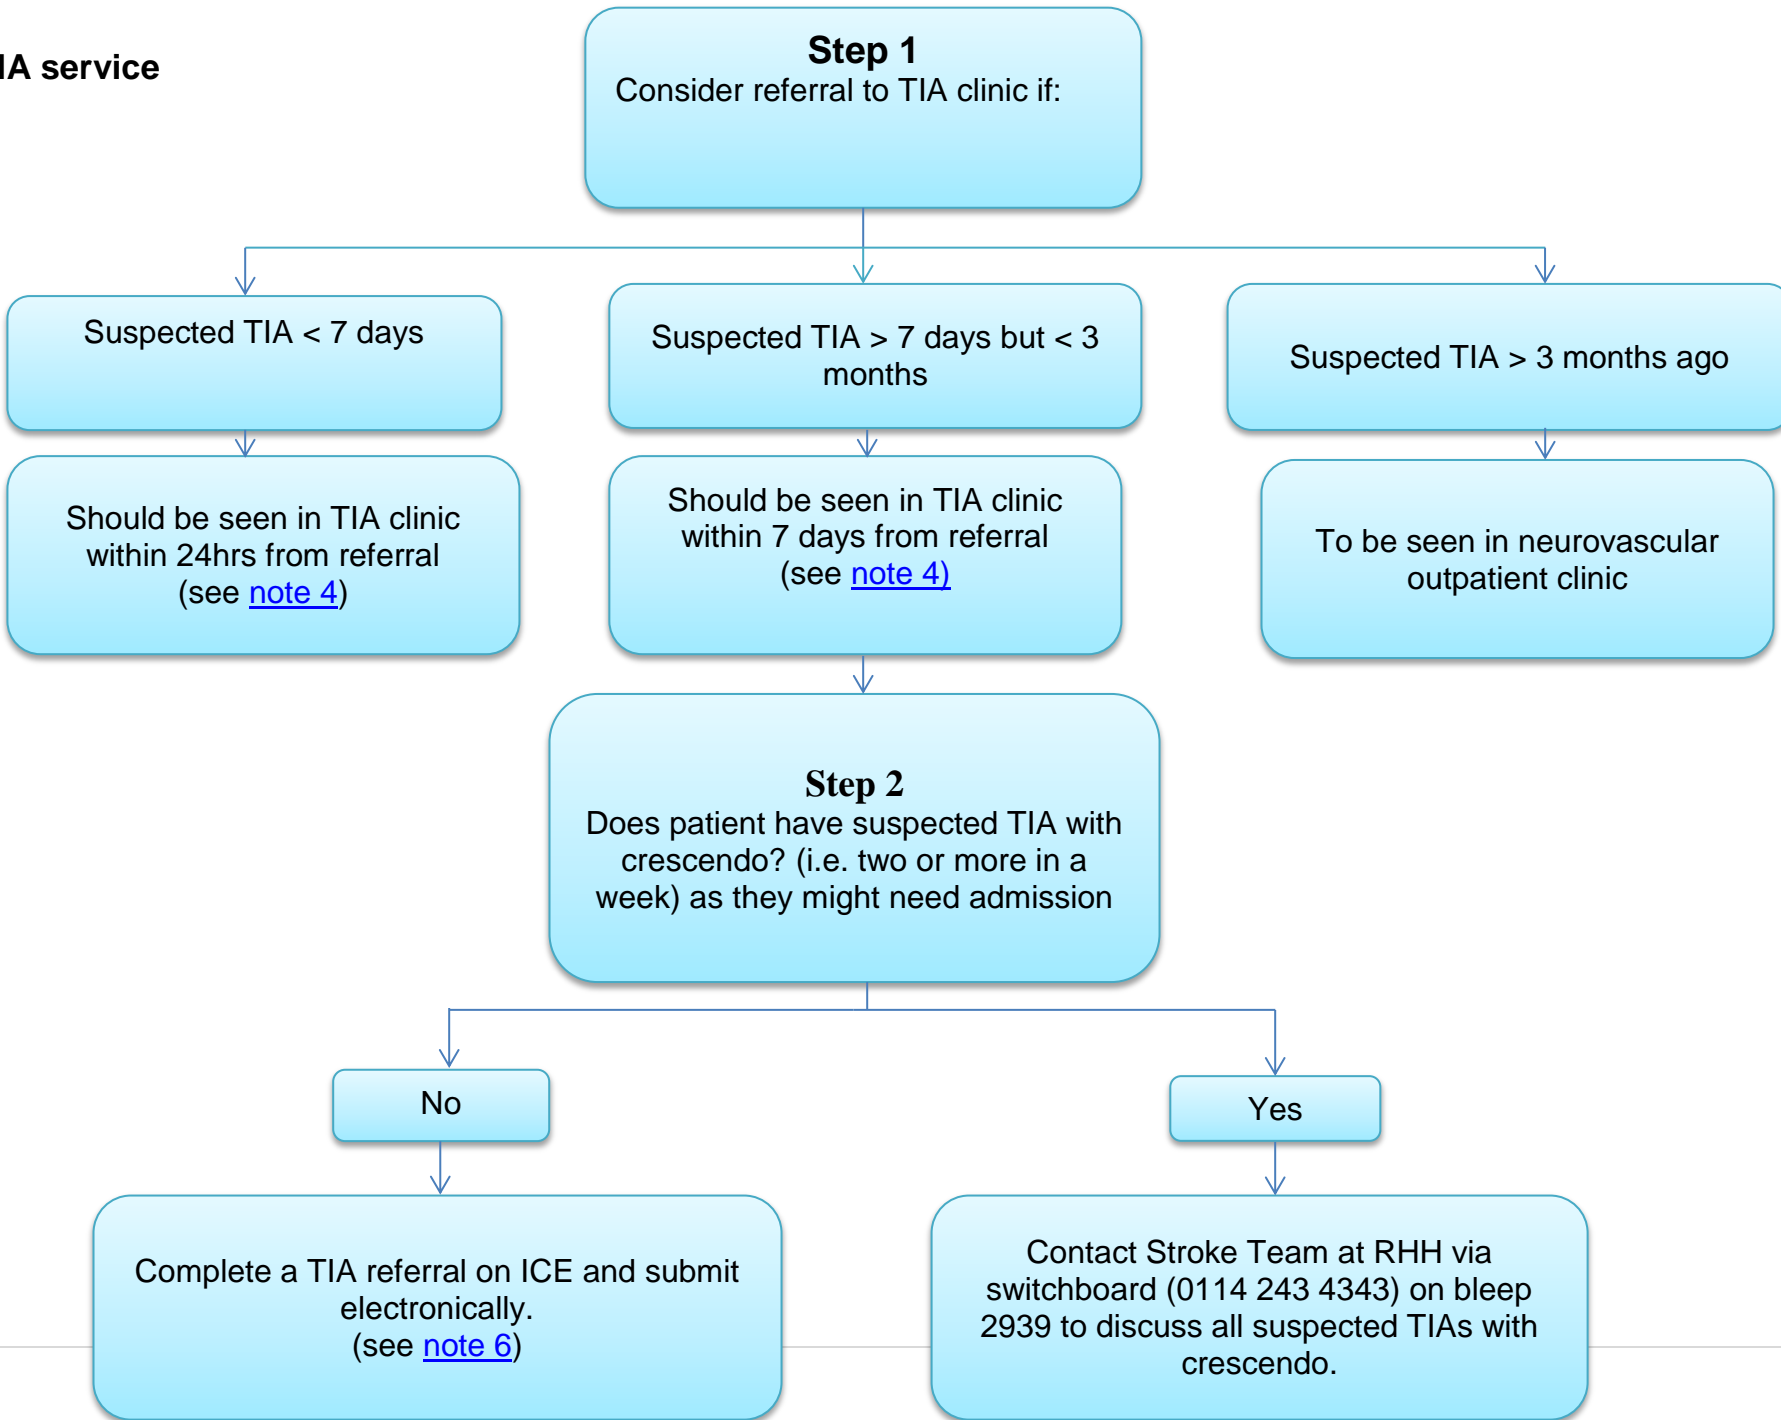 IA service
Step 1
Consider referral to TIA clinic if:
Suspected TIA < 7 days
Suspected TIA > 7 days but < 3
months
Suspected TIA > 3 months ago
Should be seen in TIA clinic
within 24hrs from referral
(see note 4)
Should be seen in TIA clinic
within 7 days from referral
(see note 4)
To be seen in neurovascular
outpatient clinic
Step 2
Does patient have suspected TIA with
crescendo? (i.e. two or more in a
week) as they might need admission
No
Yes
Complete a TIA referral on ICE and submit
electronically.
(see note 6)
Contact Stroke Team at RHH via
switchboard (0114 243 4343) on bleep
2939 to discuss all suspected TIAs with
crescendo.